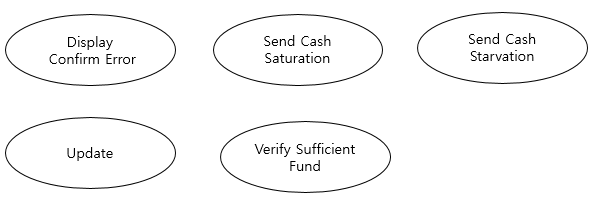 Display
Confirm Error
Send Cash
Saturation
Send Cash
Starvation
Update
Verify Sufficient
Fund